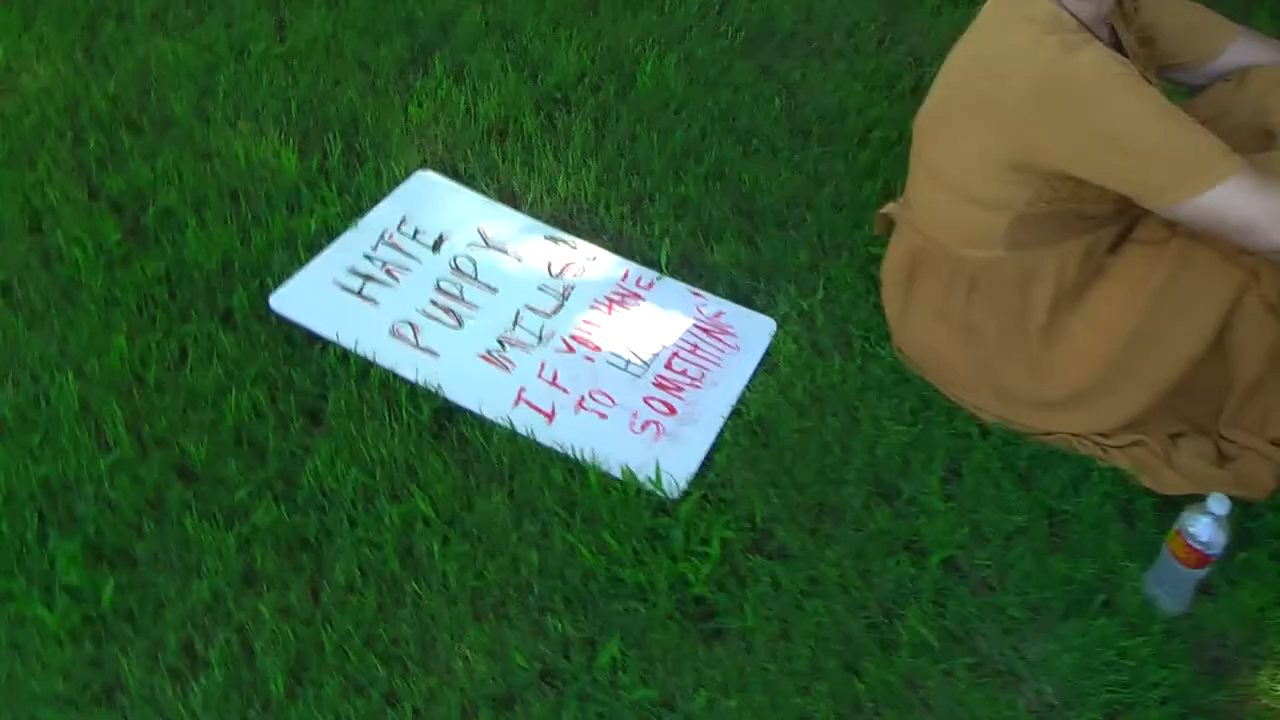 HATE
PUPPY
MILLS!
IF YOU HAVE
TO
SOMETHING"